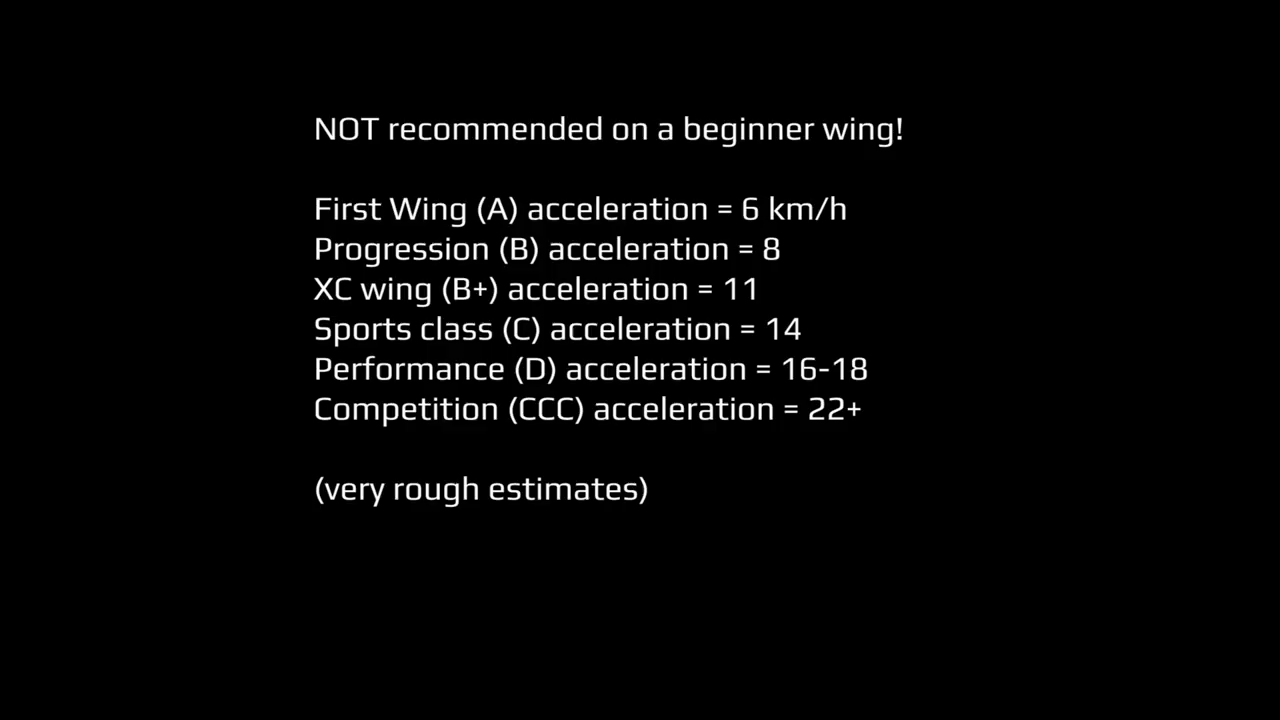 NOT recommended on a beginner wing!
First Wing (A) acceleration = 6 km/h
Progression (B) acceleration = 8
XC wing (B+) acceleration = 11
Sports class (C) acceleration = 14
Performance (D) acceleration = 16-18
Competition (CCC) acceleration = 22+
(very rough estimates)